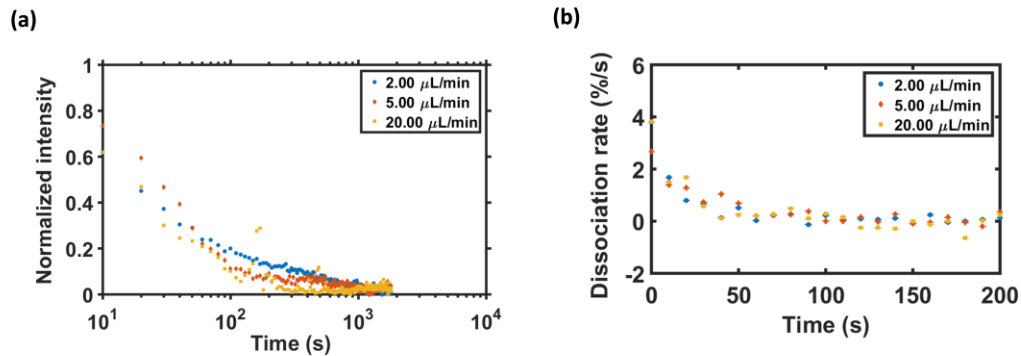 (a)
Normalized intensity
1
0.8
0.6
0.4
0.2
0
10^1
10^2
10^3
10^4
Time (s)
2.00 μL/min
5.00 μL/min
20.00 μL/min
(b)
Dissociation rate (%/s)
6
4
2
0
-2
0
50
100
150
200
Time (s)
2.00 μL/min
5.00 μL/min
20.00 μL/min